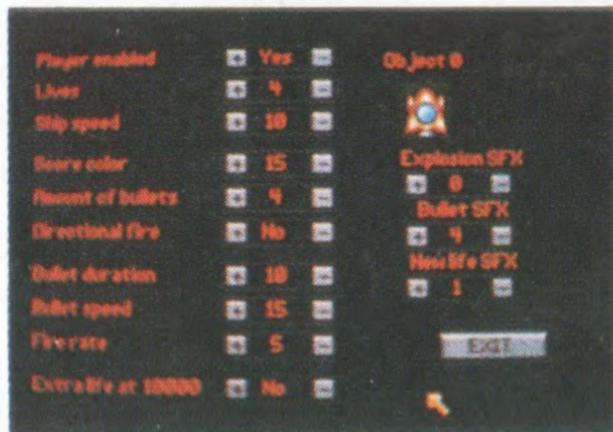 Player enabled + Yes -
Lives + 4 -
Ship speed + 10 -
Score color + 15 -
Amount of bullets + 4 -
Directional fire + No -
Bullet duration + 10 -
Bullet speed + 15 -
Fire rate + 5 -
Extra life at 10000 + No -
Object 0
Explosion SFX
+ 0 -
Bullet SFX
+ 4 -
New life SFX
+ 1 -
EXIT